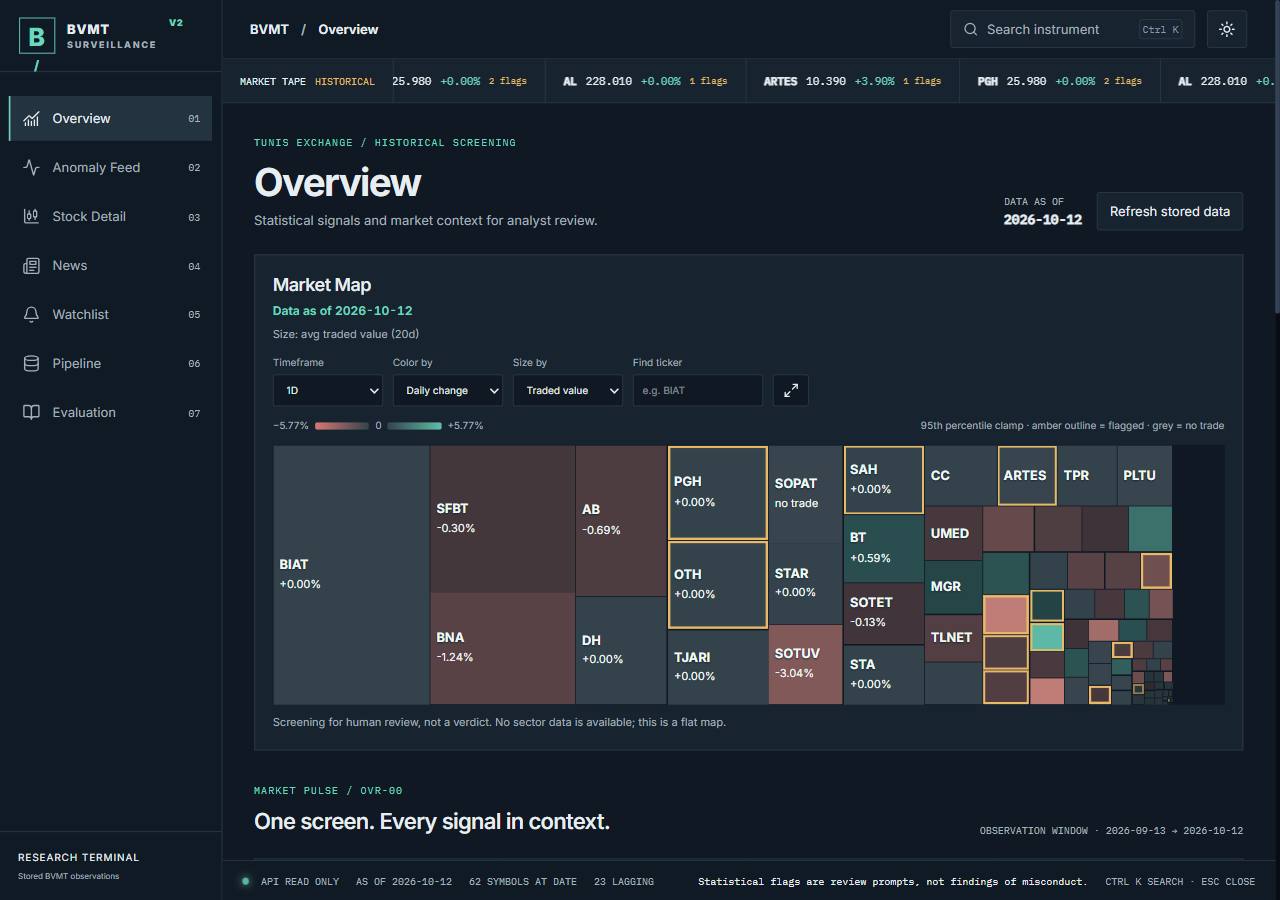 B BVMT V2
SURVEILLANCE
/
Overview 01
Anomaly Feed 02
Stock Detail 03
News 04
Watchlist 05
Pipeline 06
Evaluation 07
RESEARCH TERMINAL
Stored BVMT observations
BVMT / Overview
Search instrument Ctrl K
MARKET TAPE HISTORICAL 25.980 +0.00% 2 flags AL 228.010 +0.00% 1 flags ARTES 10.390 +3.90% 1 flags PGH 25.980 +0.00% 2 flags AL 228.010 +0.
TUNIS EXCHANGE / HISTORICAL SCREENING
Overview
Statistical signals and market context for analyst review.
DATA AS OF
2026-10-12
Refresh stored data
Market Map
Data as of 2026-10-12
Size: avg traded value (20d)
Timeframe Color by Size by Find ticker
1D Daily change Traded value e.g. BIAT
−5.77% 0 +5.77%
95th percentile clamp · amber outline = flagged · grey = no trade
BIAT
+0.00%
SFBT
-0.30%
BNA
-1.24%
AB
-0.69%
DH
+0.00%
PGH
+0.00%
OTH
+0.00%
TJARI
+0.00%
SOPAT
no trade
STAR
+0.00%
SOTUV
-3.04%
SAH
+0.00%
BT
+0.59%
SOTET
-0.13%
STA
+0.00%
CC
ARTES
TPR
PLTU
UMED
MGR
TLNET
Screening for human review, not a verdict. No sector data is available; this is a flat map.
MARKET PULSE / OVR-00
One screen. Every signal in context.
OBSERVATION WINDOW · 2026-09-13 → 2026-10-12
API READ ONLY AS OF 2026-10-12 62 SYMBOLS AT DATE 23 LAGGING
Statistical flags are review prompts, not findings of misconduct. CTRL K SEARCH · ESC CLOSE